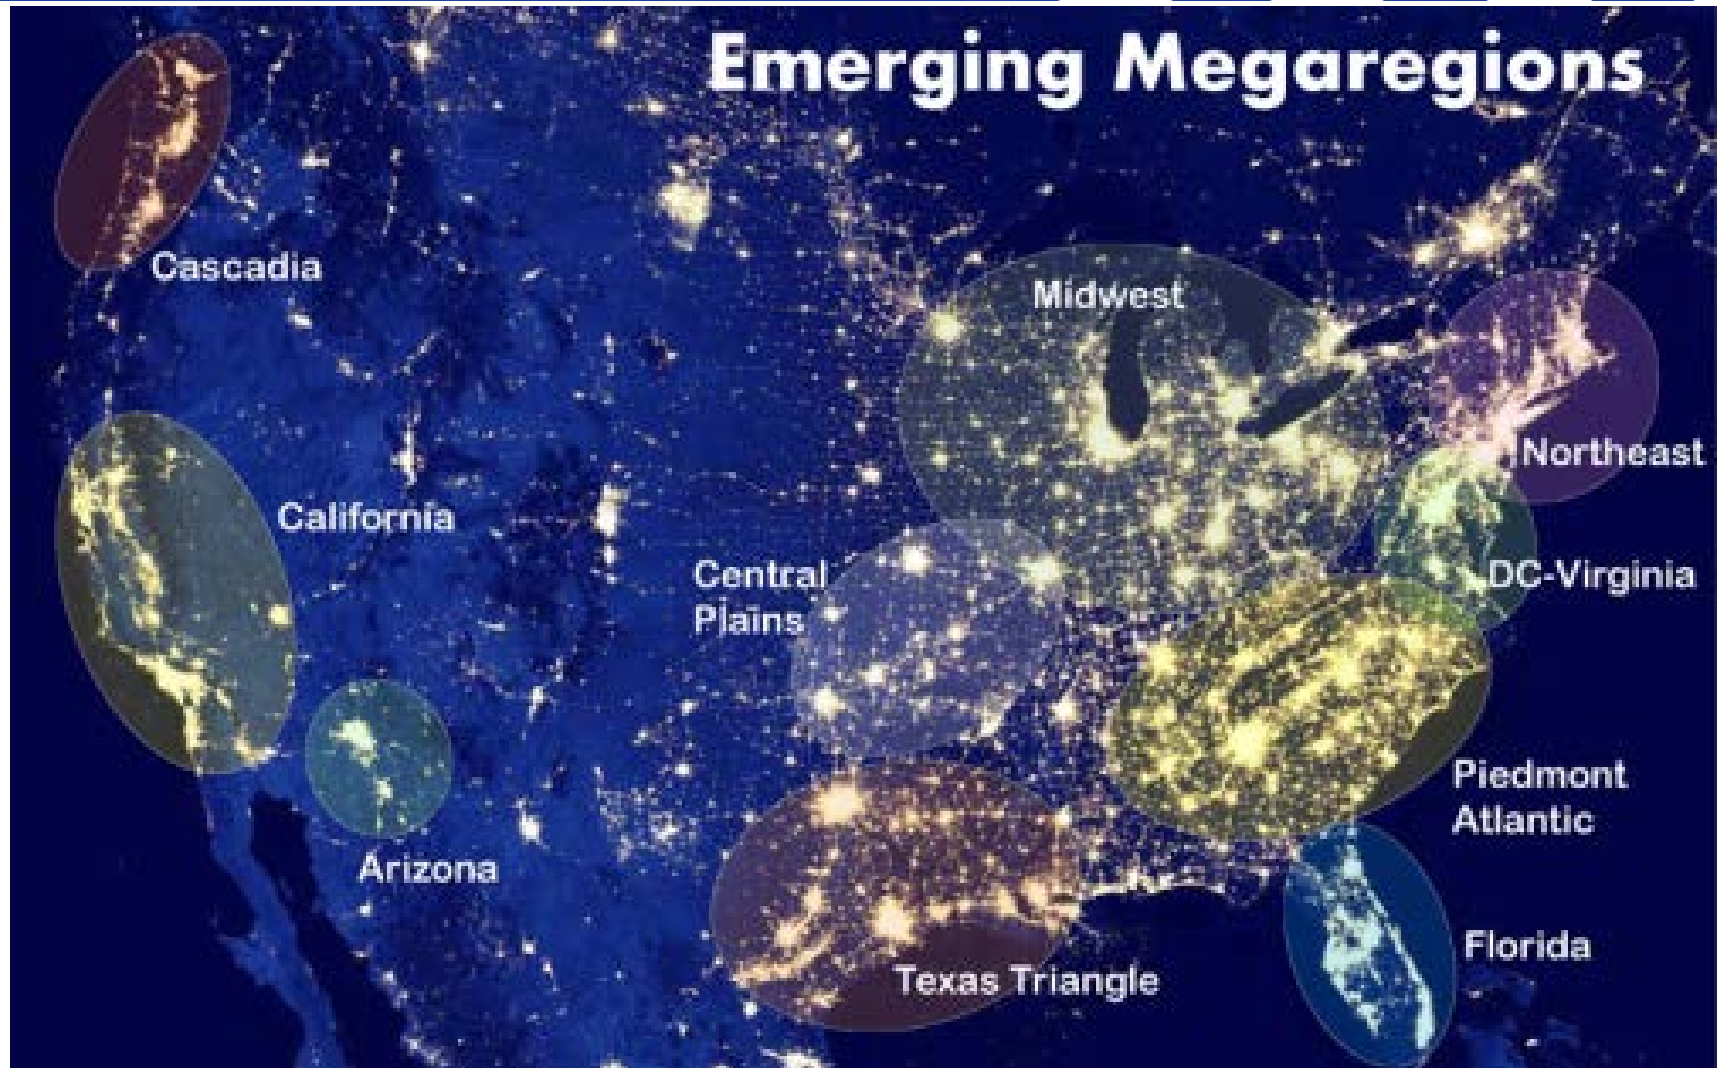 Emerging Megaregions
Cascadia
Midwest
Northeast
California
Central
Plains
DC-Virginia
Piedmont
Atlantic
Arizona
Florida
Texas Triangle